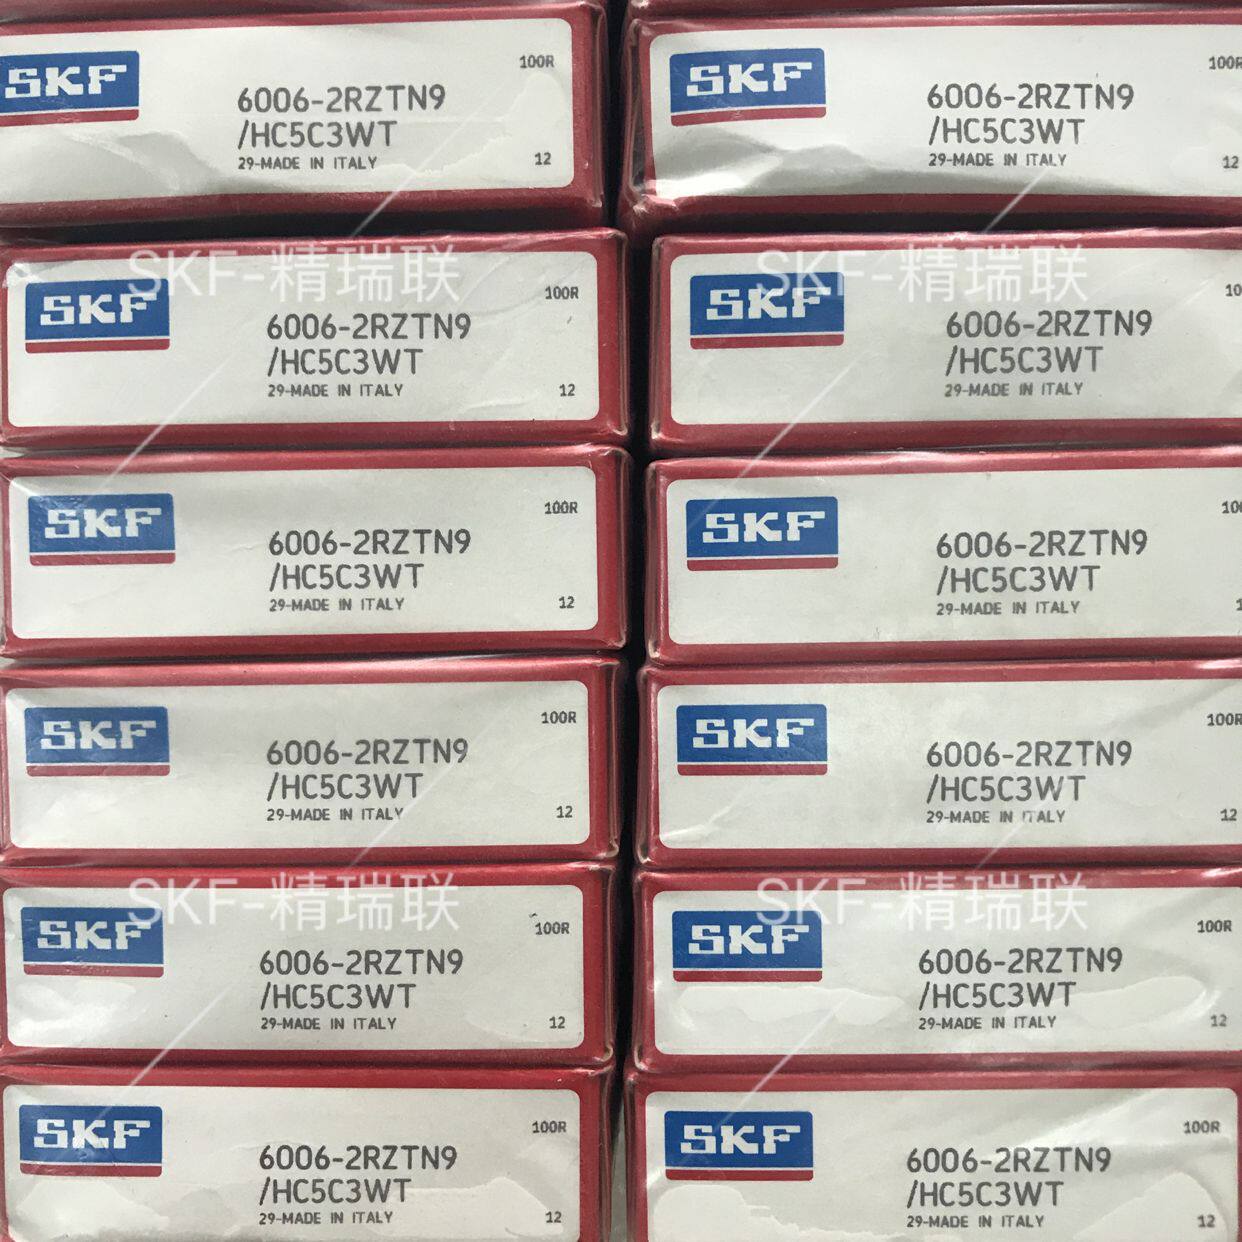 SKF
100R
6006-2RZTN9
/HC5C3WT
29-MADE IN ITALY
12
SKF
100R
6006-2RZTN9
/HC5C3WT
29-MADE IN ITALY
12
SKF-精瑞联
SKF-精瑞联
SKF
100R
6006-2RZTN9
/HC5C3WT
29-MADE IN ITALY
12
SKF
10
6006-2RZTN9
/HC5C3WT
29-MADE IN ITALY
SKF
100R
6006-2RZTN9
/HC5C3WT
29-MADE IN ITALY
12
SKF
100
6006-2RZTN9
/HC5C3WT
29-MADE IN ITALY
1
SKF
100R
6006-2RZTN9
/HC5C3WT
29-MADE IN ITALY
12
SKF
100R
6006-2RZTN9
/HC5C3WT
29-MADE IN ITALY
12
SKF-精瑞联
SKF-精瑞联
SKF
100R
6006-2RZTN9
/HC5C3WT
29-MADE IN ITALY
12
SKF
100R
6006-2RZTN9
/HC5C3WT
29-MADE IN ITALY
12
SKF
100R
6006-2RZTN9
/HC5C3WT
29-MADE IN ITALY
12
SKF
100R
6006-2RZTN9
/HC5C3WT
29-MADE IN ITALY
12